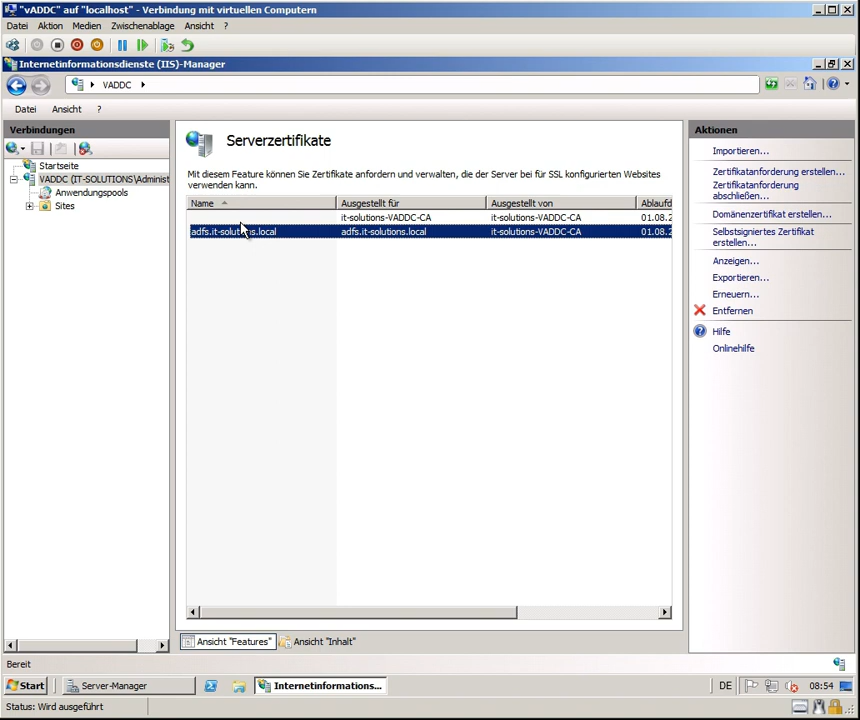 "vADDC" auf "localhost" - Verbindung mit virtuellen Computern
Datei Aktion Medien Zwischenablage Ansicht ?
Internetinformationsdienste (IIS)-Manager
VADDC
Datei Ansicht ?
Verbindungen
Startseite
VADDC (IT-SOLUTIONS\Administ
Anwendungspools
Sites
Serverzertifikate
Mit diesem Feature können Sie Zertifikate anfordern und verwalten, die der Server bei für SSL konfigurierten Websites
verwenden kann.
Name Ausgestellt für Ausgestellt von Ablaufd
it-solutions-VADDC-CA it-solutions-VADDC-CA 01.08.2
adfs.it-solutions.local adfs.it-solutions.local it-solutions-VADDC-CA 01.08.2
Aktionen
Importieren...
Zertifikatanforderung erstellen...
Zertifikatanforderung
abschließen...
Domänenzertifikat erstellen...
Selbstsigniertes Zertifikat
erstellen...
Anzeigen...
Exportieren...
Erneuern...
Entfernen
Hilfe
Onlinehilfe
Ansicht "Features" Ansicht "Inhalt"
Bereit
Start Server-Manager Internetinformations... DE 08:54
Status: Wird ausgeführt